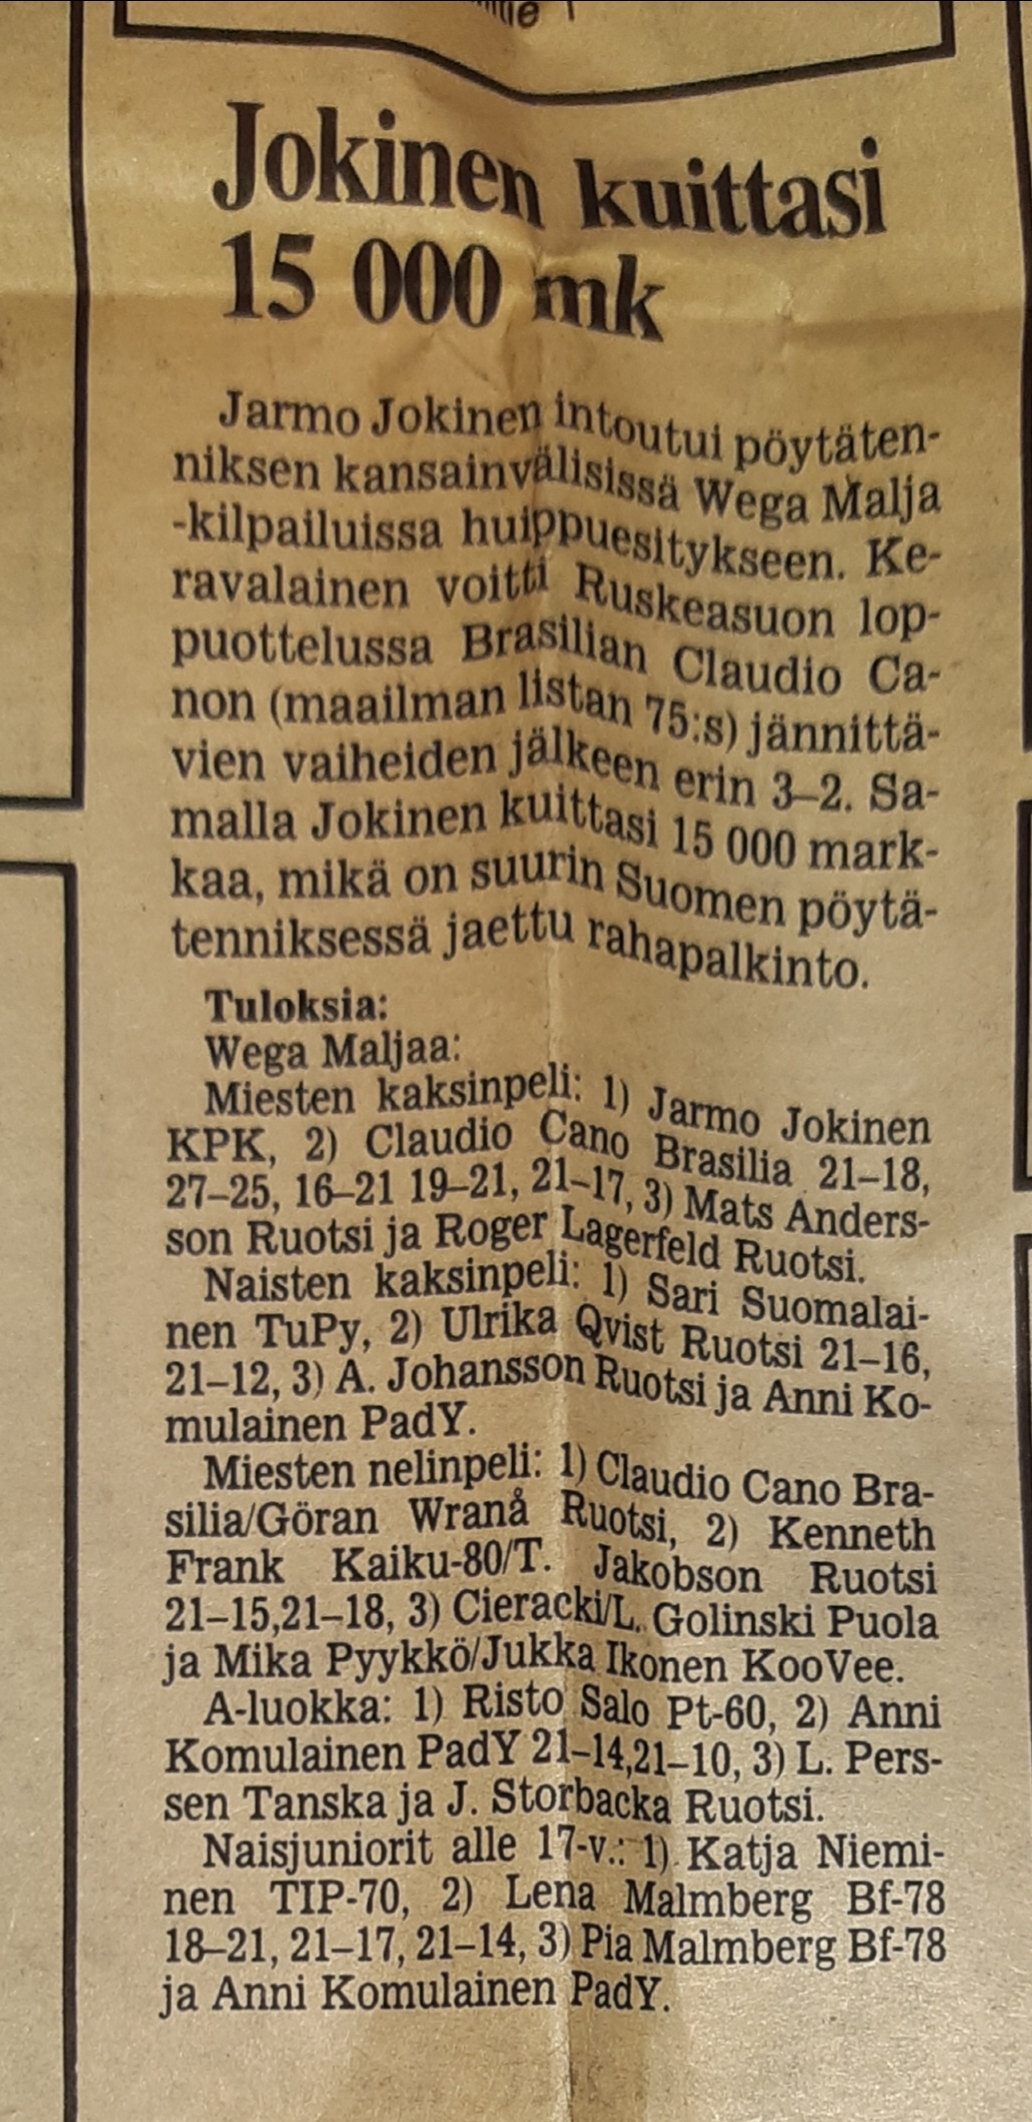 Jokinen kuittasi
15 000 mk
Jarmo Jokinen intoutui pöytäten-
niksen kansainvälisissä Wega Malja
-kilpailuissa huippuesitykseen. Ke-
ravalainen voitti Ruskeasuon lop-
puottelussa Brasilian Claudio Ca-
non (maailman listan 75:s) jännittä-
vien vaiheiden jälkeen erin 3–2. Sa-
malla Jokinen kuittasi 15 000 mark-
kaa, mikä on suurin Suomen pöytä-
tenniksessä jaettu rahapalkinto.
Tuloksia:
Wega Maljaa:
Miesten kaksinpeli: 1) Jarmo Jokinen
KPK, 2) Claudio Cano Brasilia 21–18,
27–25, 16–21 19–21, 21–17, 3) Mats Anders-
son Ruotsi ja Roger Lagerfeld Ruotsi.
Naisten kaksinpeli: 1) Sari Suomalai-
nen TuPy, 2) Ulrika Qvist Ruotsi 21–16,
21–12, 3) A. Johansson Ruotsi ja Anni Ko-
mulainen PadY.
Miesten nelinpeli: 1) Claudio Cano Bra-
silia/Göran Wranå Ruotsi, 2) Kenneth
Frank Kaiku-80/T. Jakobson Ruotsi
21–15,21–18, 3) Cieracki/L. Golinski Puola
ja Mika Pyykkö/Jukka Ikonen KooVee.
A-luokka: 1) Risto Salo Pt-60, 2) Anni
Komulainen PadY 21–14,21–10, 3) L. Pers-
sen Tanska ja J. Storbacka Ruotsi.
Naisjuniorit alle 17-v.: 1) Katja Niemi-
nen TIP-70, 2) Lena Malmberg Bf-78
18–21, 21–17, 21–14, 3) Pia Malmberg Bf-78
ja Anni Komulainen PadY.